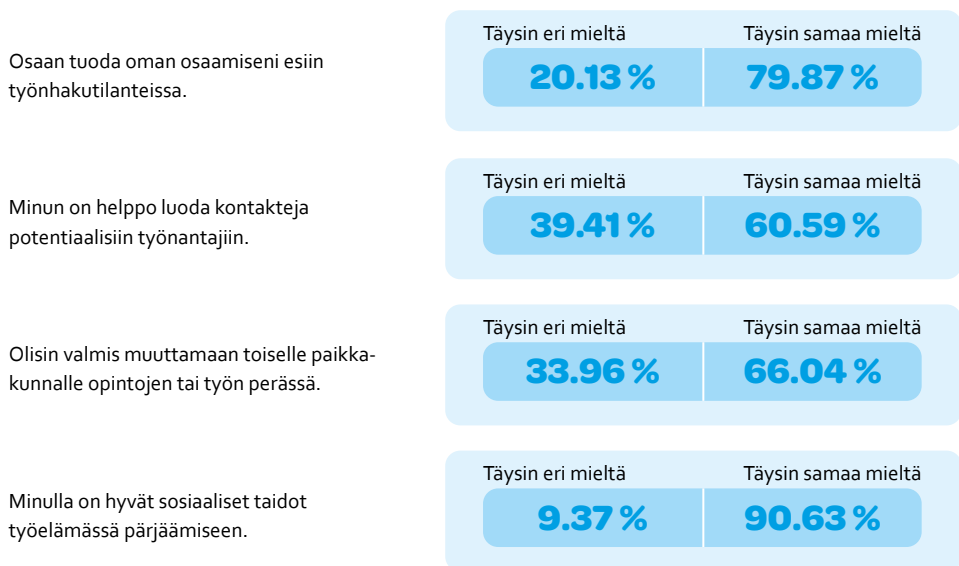 Osaan tuoda oman osaamiseni esiin
työnhakutilanteissa.
Täysin eri mieltä Täysin samaa mieltä
20.13 % 79.87 %
Minun on helppo luoda kontakteja
potentiaalisiin työnantajiin.
Täysin eri mieltä Täysin samaa mieltä
39.41 % 60.59 %
Olisin valmis muuttamaan toiselle paikka-
kunnalle opintojen tai työn perässä.
Täysin eri mieltä Täysin samaa mieltä
33.96 % 66.04 %
Minulla on hyvät sosiaaliset taidot
työelämässä pärjäämiseen.
Täysin eri mieltä Täysin samaa mieltä
9.37 % 90.63 %